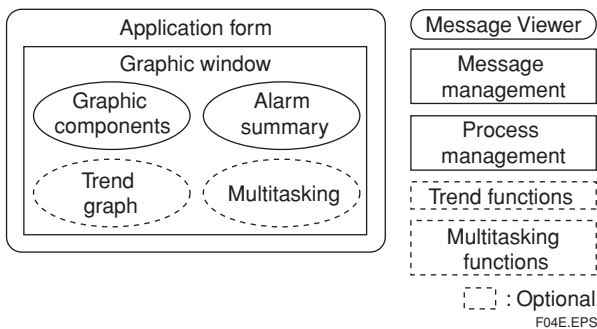 Application form
Graphic window
Graphic
components
Alarm
summary
Trend
graph
Multitasking
Message Viewer
Message
management
Process
management
Trend functions
Multitasking
functions
: Optional
F04E.EPS